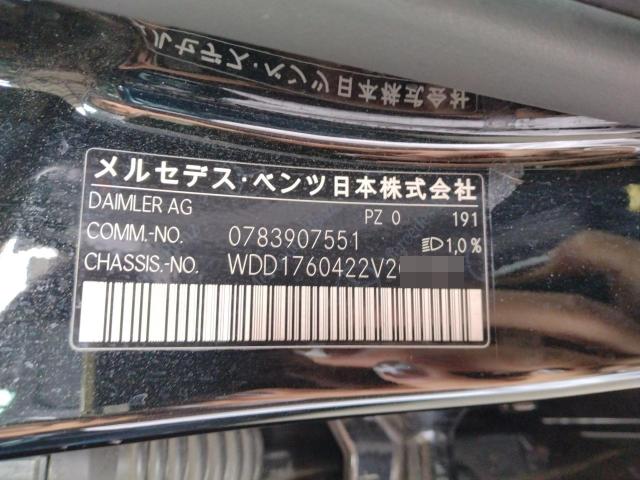 メルセデス・ベンツ日本株式会社
DAIMLER AG PZ 0 191
COMM.-NO. 0783907551 1,0%
CHASSIS.-NO. WDD1760422V2